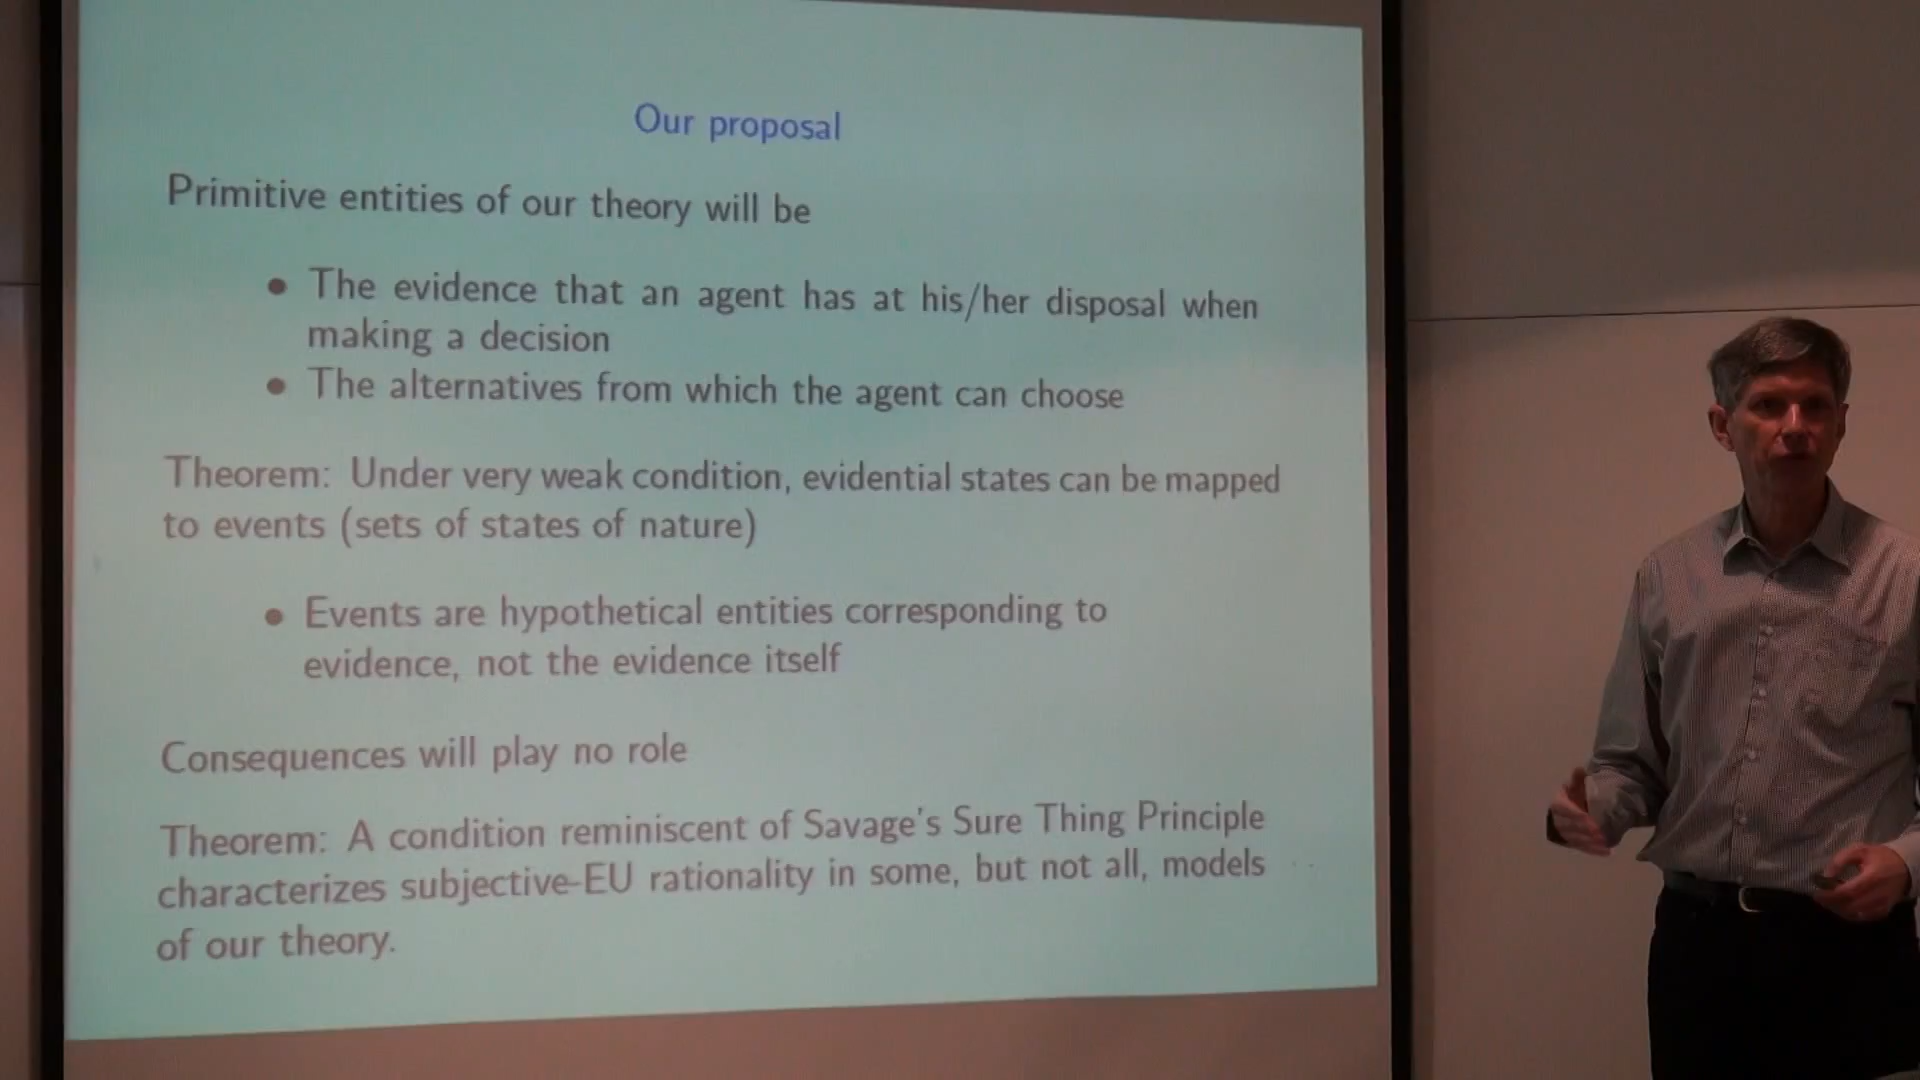 Our proposal
Primitive entities of our theory will be
• The evidence that an agent has at his/her disposal when
making a decision
• The alternatives from which the agent can choose
Theorem: Under very weak condition, evidential states can be mapped
to events (sets of states of nature)
• Events are hypothetical entities corresponding to
evidence, not the evidence itself
Consequences will play no role
Theorem: A condition reminiscent of Savage's Sure Thing Principle
characterizes subjective-EU rationality in some, but not all, models
of our theory.